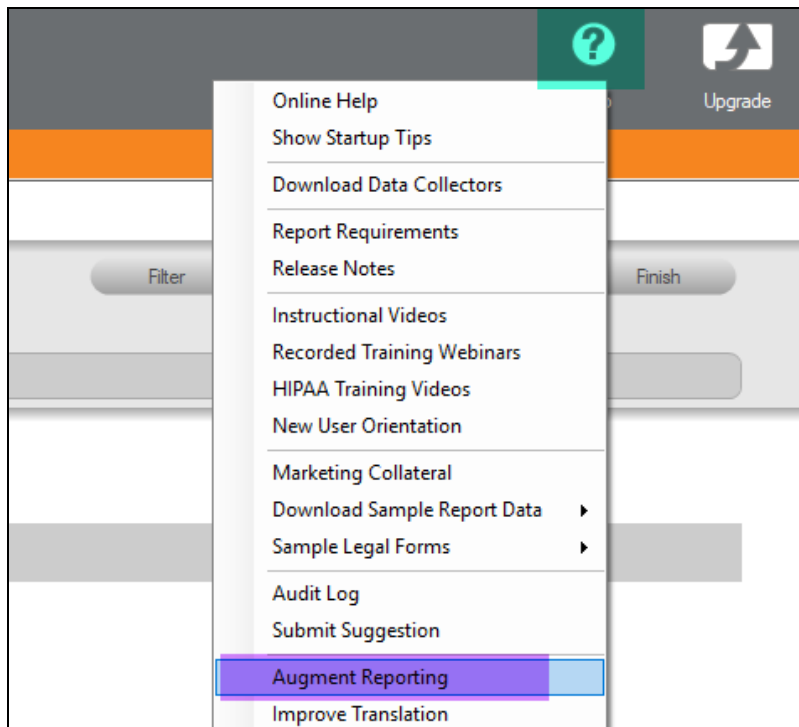 Upgrade
Online Help
Show Startup Tips
Download Data Collectors
Report Requirements
Release Notes
Filter
Finish
Instructional Videos
Recorded Training Webinars
HIPAA Training Videos
New User Orientation
Marketing Collateral
Download Sample Report Data
Sample Legal Forms
Audit Log
Submit Suggestion
Augment Reporting
Improve Translation